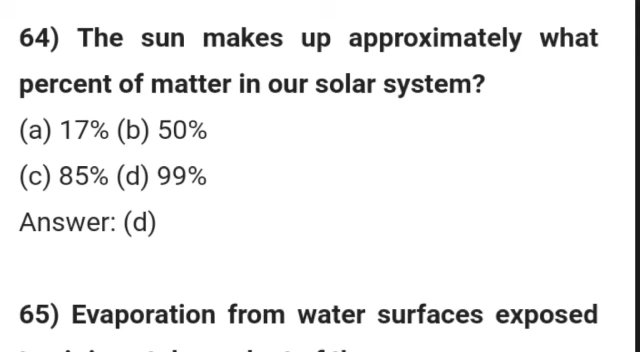 64) The sun makes up approximately what
percent of matter in our solar system?
(a) 17% (b) 50%
(c) 85% (d) 99%
Answer: (d)
65) Evaporation from water surfaces exposed